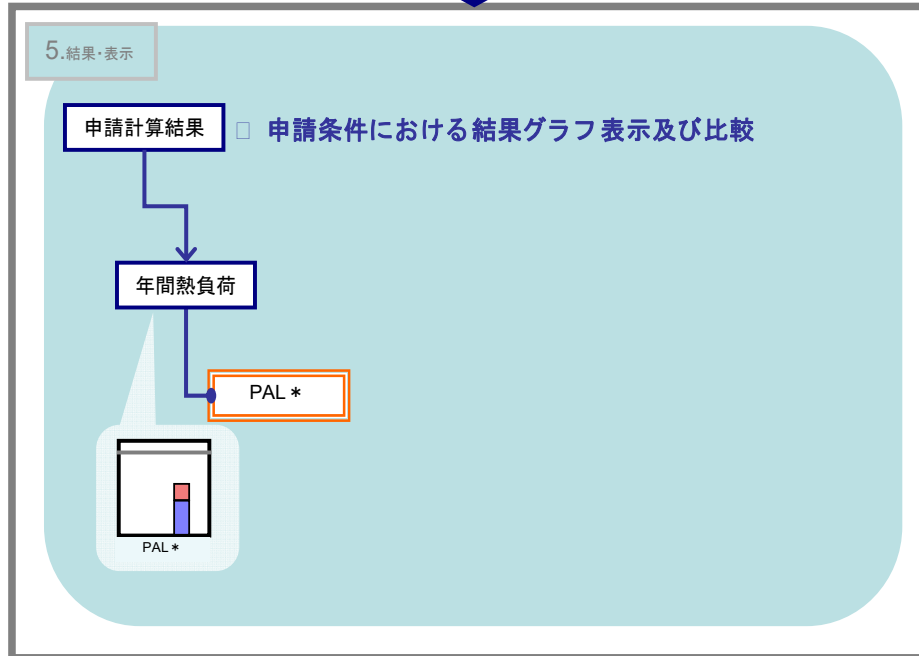 5.結果・表示
申請計算結果
□ 申請条件における結果グラフ表示及び比較
年間熱負荷
PAL＊
PAL＊